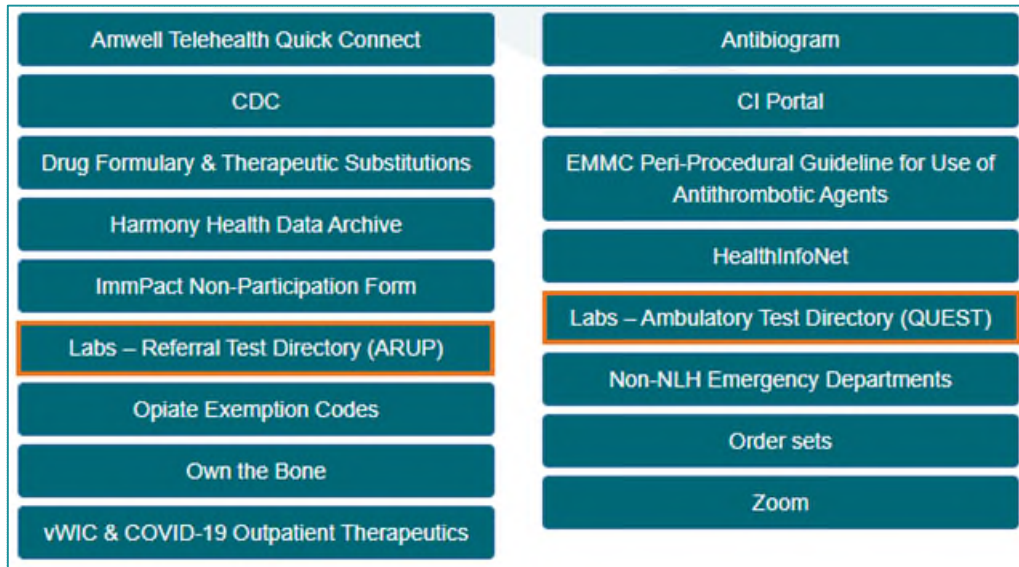 Amwell Telehealth Quick Connect
CDC
Drug Formulary & Therapeutic Substitutions
Harmony Health Data Archive
ImmPact Non-Participation Form
Labs – Referral Test Directory (ARUP)
Opiate Exemption Codes
Own the Bone
vWIC & COVID-19 Outpatient Therapeutics
Antibiogram
CI Portal
EMMC Peri-Procedural Guideline for Use of
Antithrombotic Agents
HealthInfoNet
Labs – Ambulatory Test Directory (QUEST)
Non-NLH Emergency Departments
Order sets
Zoom